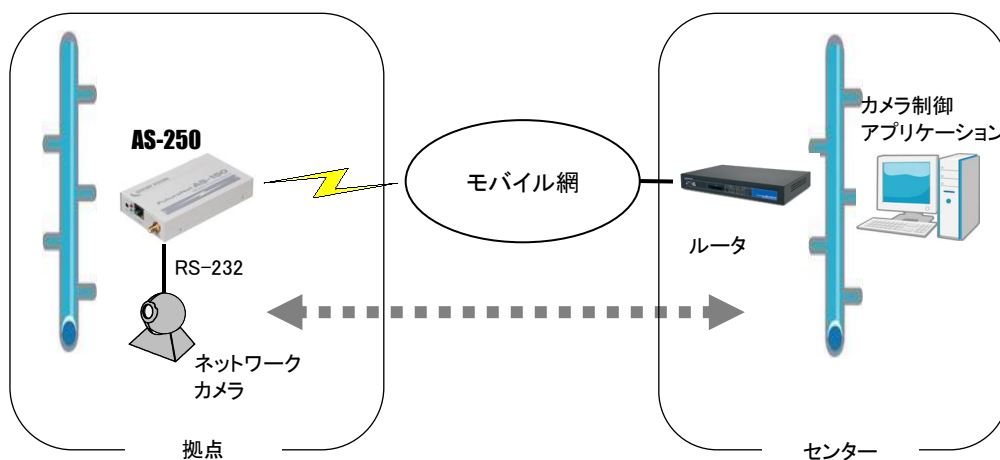 AS-250
RS-232
ネットワーク
カメラ
拠点
モバイル網
ルータ
カメラ制御
アプリケーション
センター